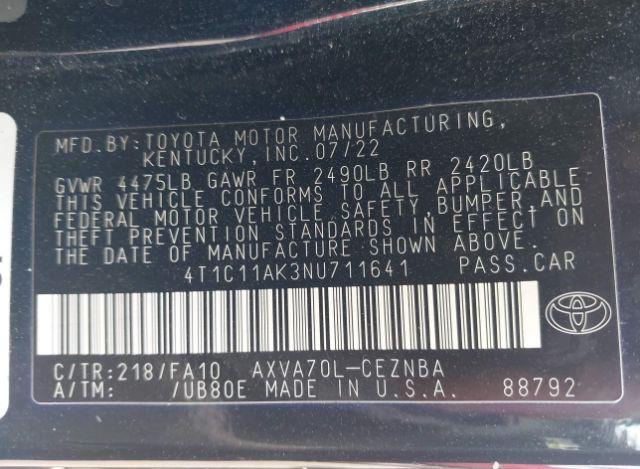 MFD.BY:TOYOTA MOTOR MANUFACTURING,
KENTUCKY,INC.07/22
GVWR 4475LB GAWR FR 2490LB RR 2420LB
THIS VEHICLE CONFORMS TO ALL APPLICABLE
FEDERAL MOTOR VEHICLE SAFETY,BUMPER,AND
THEFT PREVENTION STANDARDS IN EFFECT ON
THE DATE OF MANUFACTURE SHOWN ABOVE.
4T1C11AK3NU711641 PASS.CAR
C/TR:218/FA10 AXVA70L-CEZNBA
A/TM: /UB80E MADE IN U.S.A. 88792